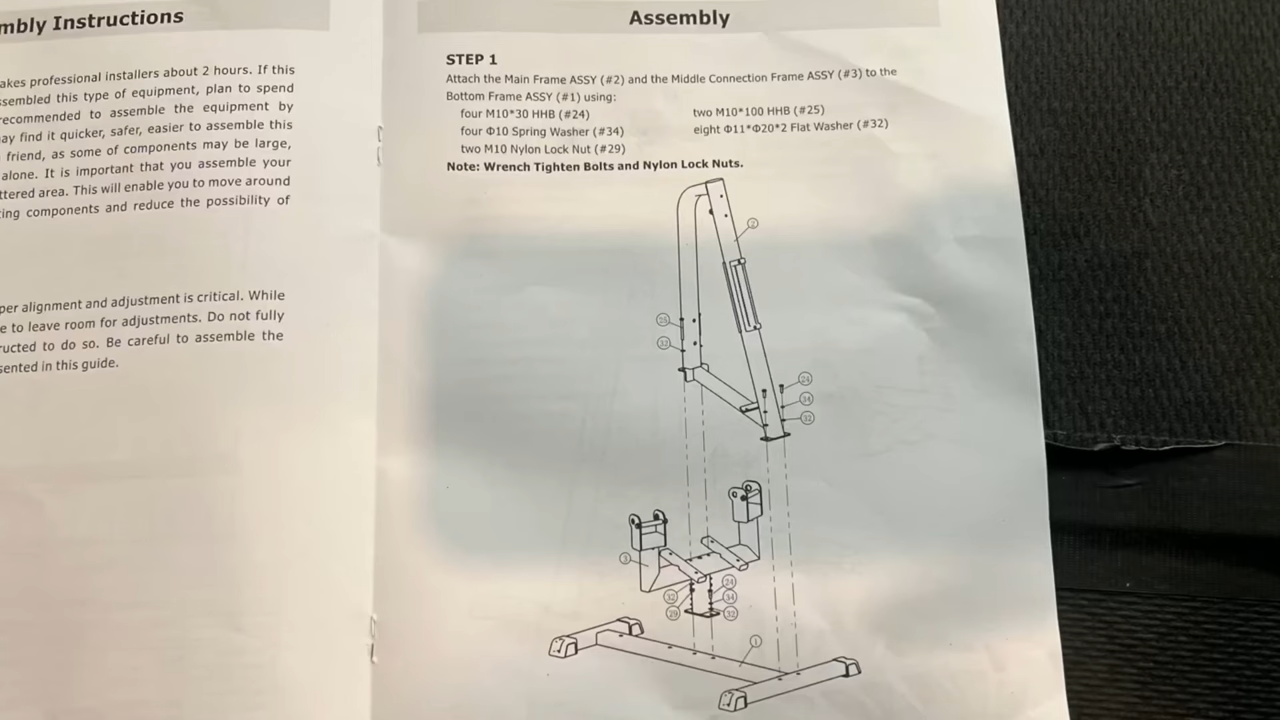 mbly Instructions
akes professional installers about 2 hours. If this
ssembled this type of equipment, plan to spend
recommended to assemble the equipment by
ay find it quicker, safer, easier to assemble this
friend, as some of components may be large,
alone. It is important that you assemble your
ttered area. This will enable you to move around
ing components and reduce the possibility of
per alignment and adjustment is critical. While
e to leave room for adjustments. Do not fully
ructed to do so. Be careful to assemble the
sented in this guide.
Assembly
STEP 1
Attach the Main Frame ASSY (#2) and the Middle Connection Frame ASSY (#3) to the
Bottom Frame ASSY (#1) using:
four M10*30 HHB (#24) two M10*100 HHB (#25)
four Φ10 Spring Washer (#34) eight Φ11*Φ20*2 Flat Washer (#32)
two M10 Nylon Lock Nut (#29)
Note: Wrench Tighten Bolts and Nylon Lock Nuts.
2
25
32
24
34
32
3
32
24
34
29
32
1